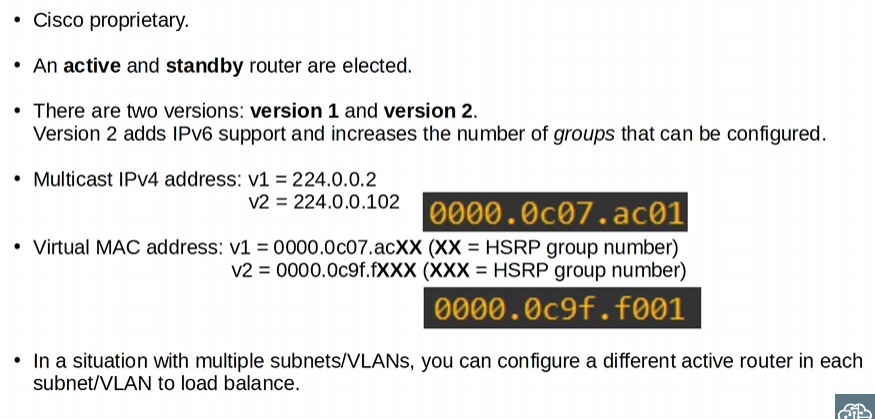 • Cisco proprietary.
• An active and standby router are elected.
• There are two versions: version 1 and version 2.
Version 2 adds IPv6 support and increases the number of groups that can be configured.
• Multicast IPv4 address: v1 = 224.0.0.2
v2 = 224.0.0.102
0000.0c07.ac01
• Virtual MAC address: v1 = 0000.0c07.acXX (XX = HSRP group number)
v2 = 0000.0c9f.fXXX (XXX = HSRP group number)
0000.0c9f.f001
• In a situation with multiple subnets/VLANs, you can configure a different active router in each
subnet/VLAN to load balance.